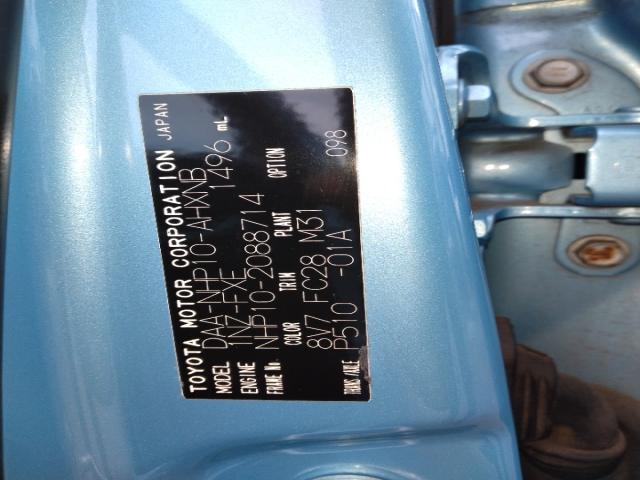 TOYOTA MOTOR CORPORATION JAPAN
MODEL DAA-NHP10-AHXNB
ENGINE 1NZ-FXE 1496 mL
FRAME No. NHP10-2088714
COLOR TRIM PLANT OPTION
8V7 FC28 M31 098
TRANS./AXLE P510 -01A